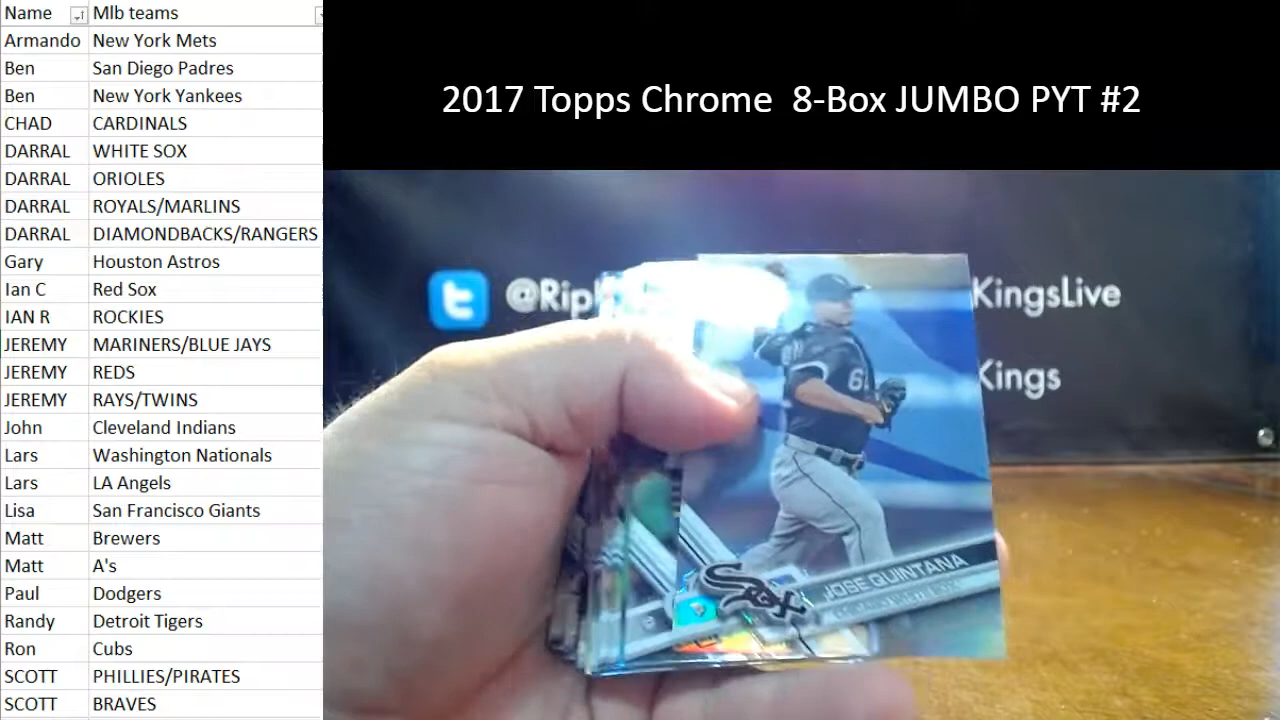 Name Mlb teams
Armando New York Mets
Ben San Diego Padres
Ben New York Yankees
CHAD CARDINALS
DARRAL WHITE SOX
DARRAL ORIOLES
DARRAL ROYALS/MARLINS
DARRAL DIAMONDBACKS/RANGERS
Gary Houston Astros
Ian C Red Sox
IAN R ROCKIES
JEREMY MARINERS/BLUE JAYS
JEREMY REDS
JEREMY RAYS/TWINS
John Cleveland Indians
Lars Washington Nationals
Lars LA Angels
Lisa San Francisco Giants
Matt Brewers
Matt A's
Paul Dodgers
Randy Detroit Tigers
Ron Cubs
SCOTT PHILLIES/PIRATES
SCOTT BRAVES
2017 Topps Chrome 8-Box JUMBO PYT #2
@Rip
KingsLive
Kings
Sox
JOSE QUINTANA